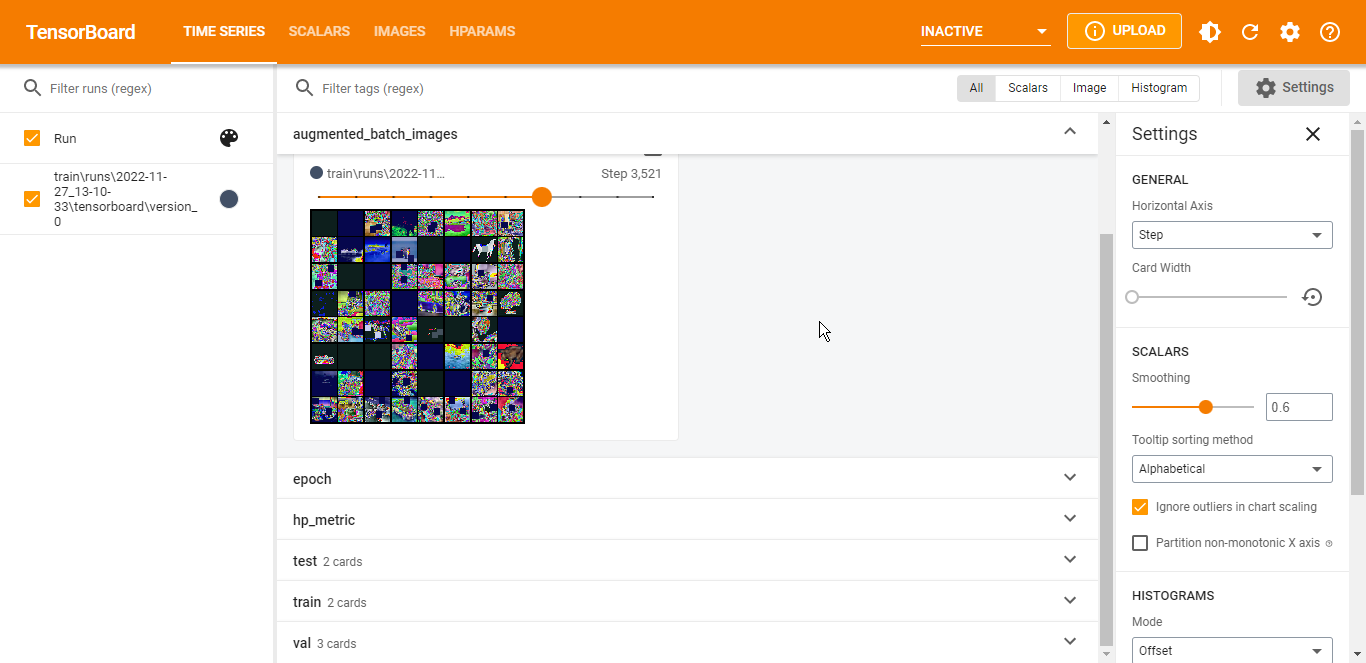 TensorBoard
TIME SERIES
SCALARS
IMAGES
HPARAMS
INACTIVE
UPLOAD
Filter runs (regex)
Filter tags (regex)
All
Scalars
Image
Histogram
Settings
Run
train\runs\2022-11-
27_13-10-
33\tensorboard\version_
0
augmented_batch_images
train\runs\2022-11...
Step 3,521
epoch
hp_metric
test 2 cards
train 2 cards
val 3 cards
Settings
GENERAL
Horizontal Axis
Step
Card Width
SCALARS
Smoothing
0.6
Tooltip sorting method
Alphabetical
Ignore outliers in chart scaling
Partition non-monotonic X axis
HISTOGRAMS
Mode
Offset